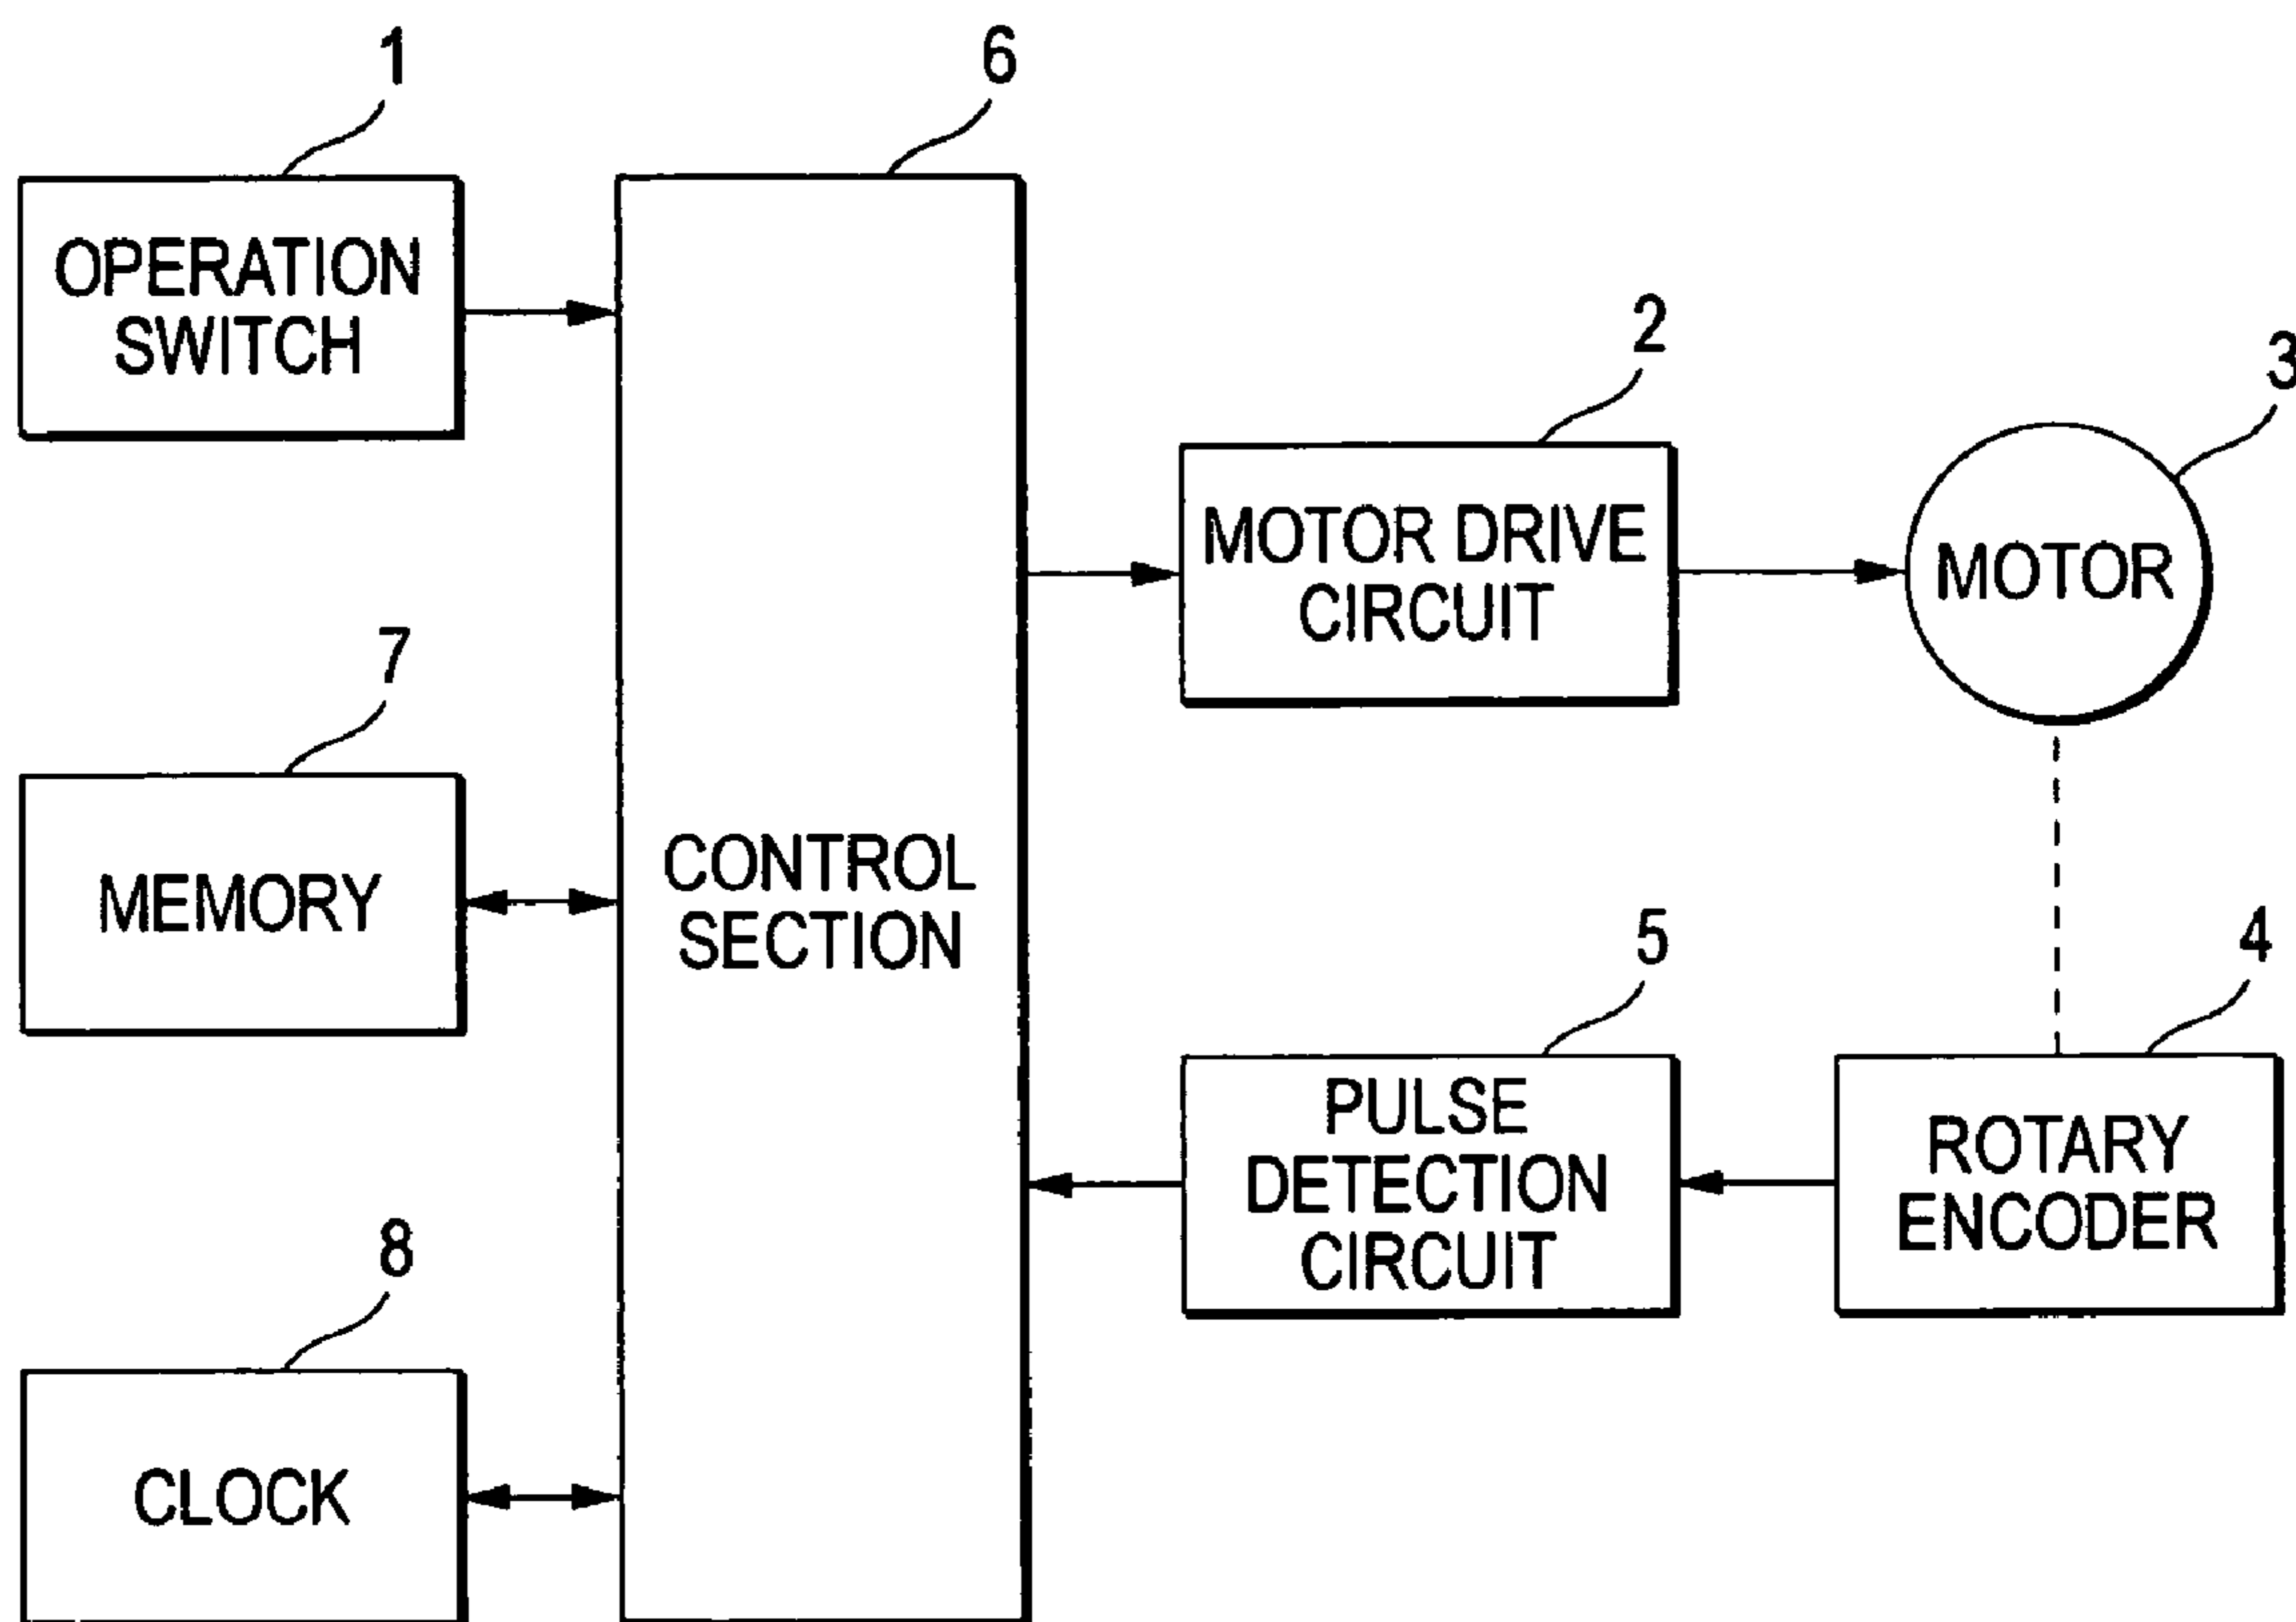 1
6
OPERATION
SWITCH
2
3
MOTOR DRIVE
CIRCUIT
MOTOR
7
MEMORY
CONTROL
SECTION
5
4
PULSE
DETECTION
CIRCUIT
ROTARY
ENCODER
8
CLOCK